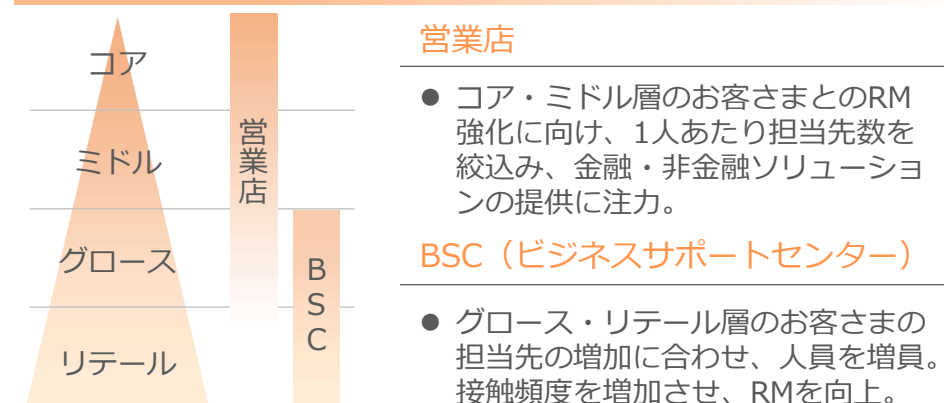 コア
ミドル
グロース
リテール
営業店
BSC
営業店
● コア・ミドル層のお客さまとのRM
強化に向け、1人あたり担当先数を
絞込み、金融・非金融ソリューショ
ンの提供に注力。
BSC（ビジネスサポートセンター）
● グロース・リテール層のお客さまの
担当先の増加に合わせ、人員を増員。
接触頻度を増加させ、RMを向上。